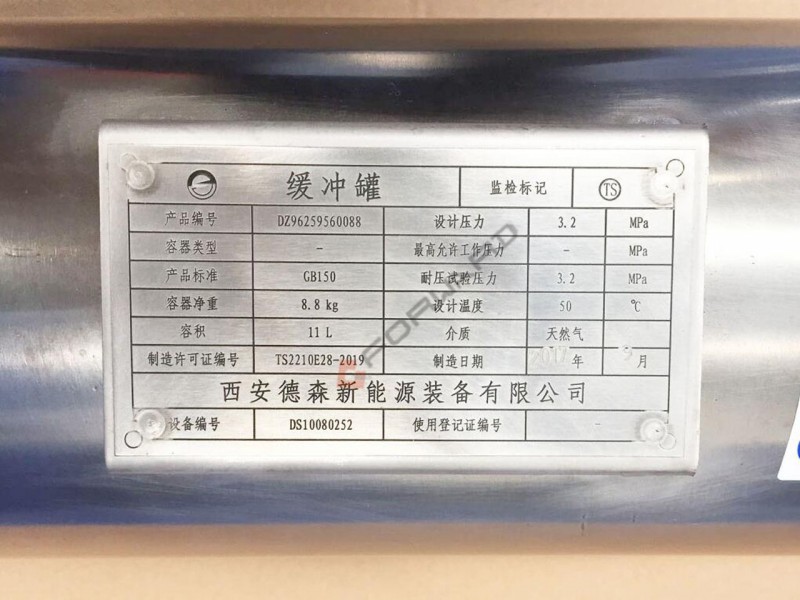 缓冲罐 监检标记 TS
产品编号 DZ96259560088 设计压力 3.2 MPa
容器类型 - 最高允许工作压力 - MPa
产品标准 GB150 耐压试验压力 3.2 MPa
容器净重 8.8 kg 设计温度 50 ℃
容积 11 L 介质 天然气
制造许可证编号 TS2210E28-2019 制造日期 2017 年 9 月
西安德森新能源装备有限公司
设备编号 DS10080252 使用登记证编号 -
FORWARD